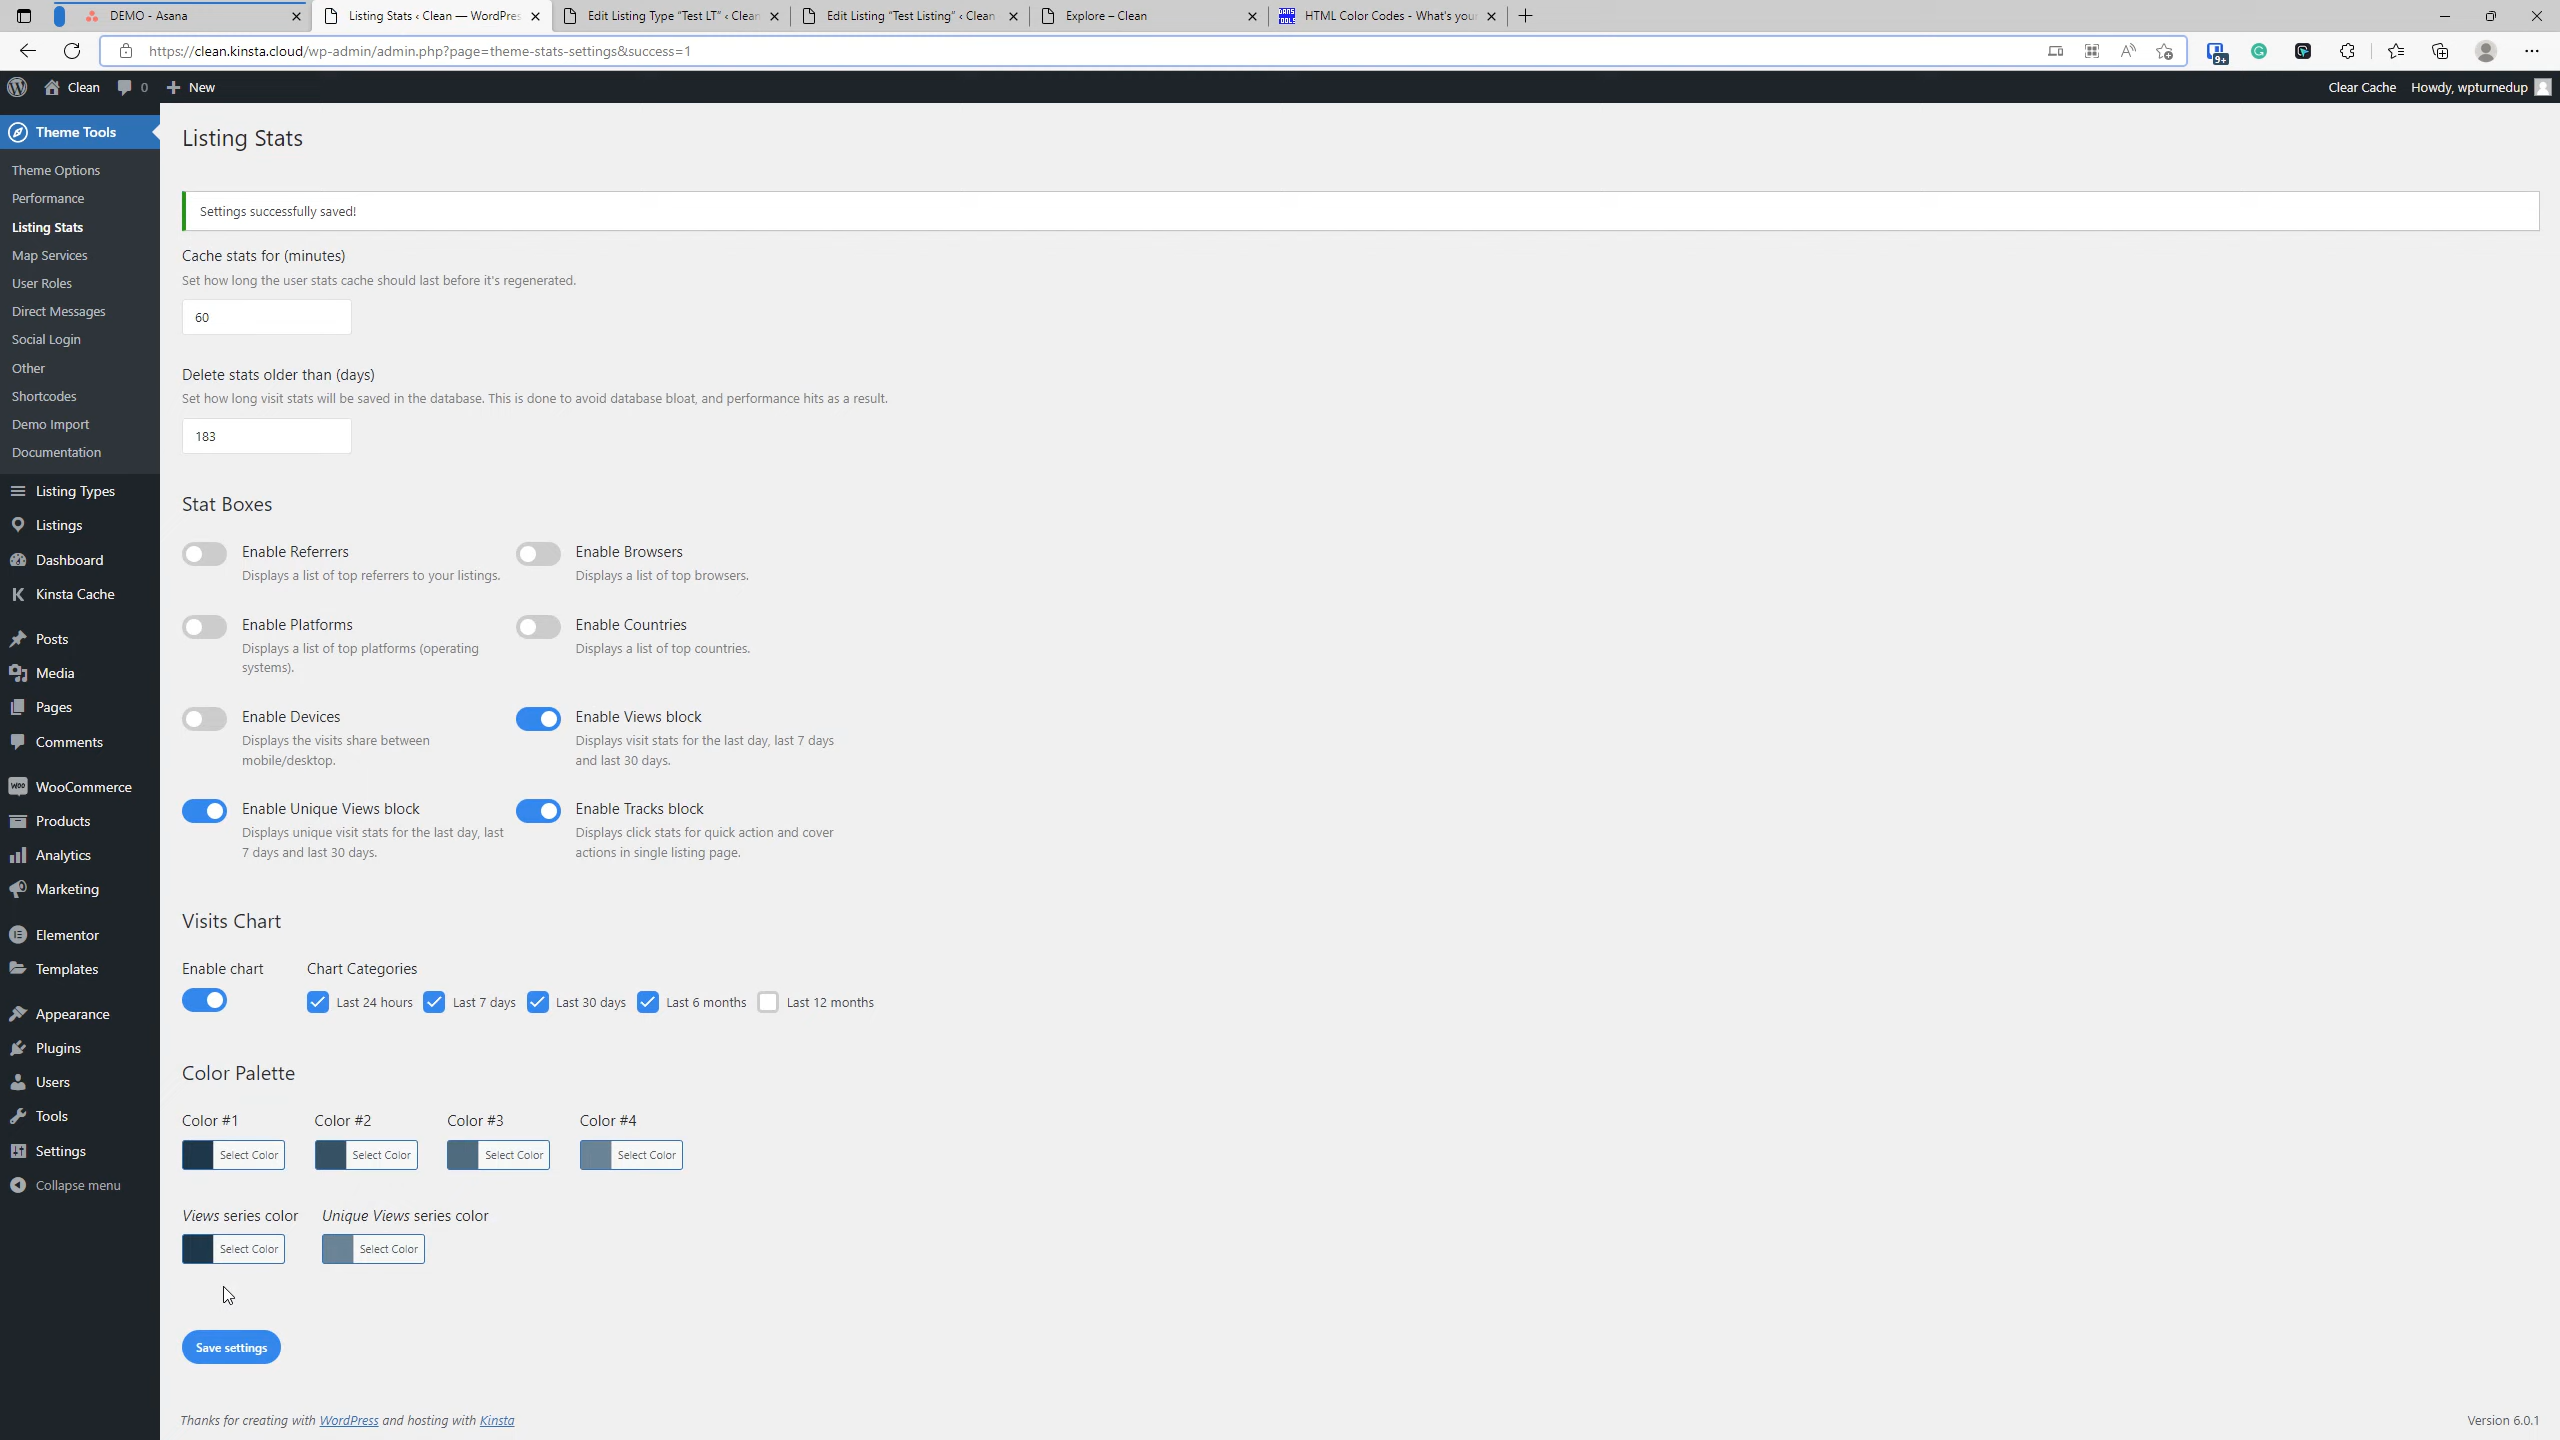 DEMO - Asana
Listing Stats ‹ Clean — WordPres
Edit Listing Type “Test LT” ‹ Clean
Edit Listing “Test Listing” ‹ Clean
Explore – Clean
HTML Color Codes - What's your
https://clean.kinsta.cloud/wp-admin/admin.php?page=theme-stats-settings&success=1
9+
Clean
0
New
Clear Cache
Howdy, wpturnedup
Theme Tools
Theme Options
Performance
Listing Stats
Map Services
User Roles
Direct Messages
Social Login
Other
Shortcodes
Demo Import
Documentation
Listing Types
Listings
Dashboard
Kinsta Cache
Posts
Media
Pages
Comments
WooCommerce
Products
Analytics
Marketing
Elementor
Templates
Appearance
Plugins
Users
Tools
Settings
Collapse menu
Listing Stats
Settings successfully saved!
Cache stats for (minutes)
Set how long the user stats cache should last before it's regenerated.
60
Delete stats older than (days)
Set how long visit stats will be saved in the database. This is done to avoid database bloat, and performance hits as a result.
183
Stat Boxes
Enable Referrers
Displays a list of top referrers to your listings.
Enable Browsers
Displays a list of top browsers.
Enable Platforms
Displays a list of top platforms (operating
systems).
Enable Countries
Displays a list of top countries.
Enable Devices
Displays the visits share between
mobile/desktop.
Enable Views block
Displays visit stats for the last day, last 7 days
and last 30 days.
Enable Unique Views block
Displays unique visit stats for the last day, last
7 days and last 30 days.
Enable Tracks block
Displays click stats for quick action and cover
actions in single listing page.
Visits Chart
Enable chart
Chart Categories
Last 24 hours
Last 7 days
Last 30 days
Last 6 months
Last 12 months
Color Palette
Color #1
Color #2
Color #3
Color #4
Select Color
Select Color
Select Color
Select Color
Views series color
Unique Views series color
Select Color
Select Color
Save settings
Thanks for creating with WordPress and hosting with Kinsta
Version 6.0.1